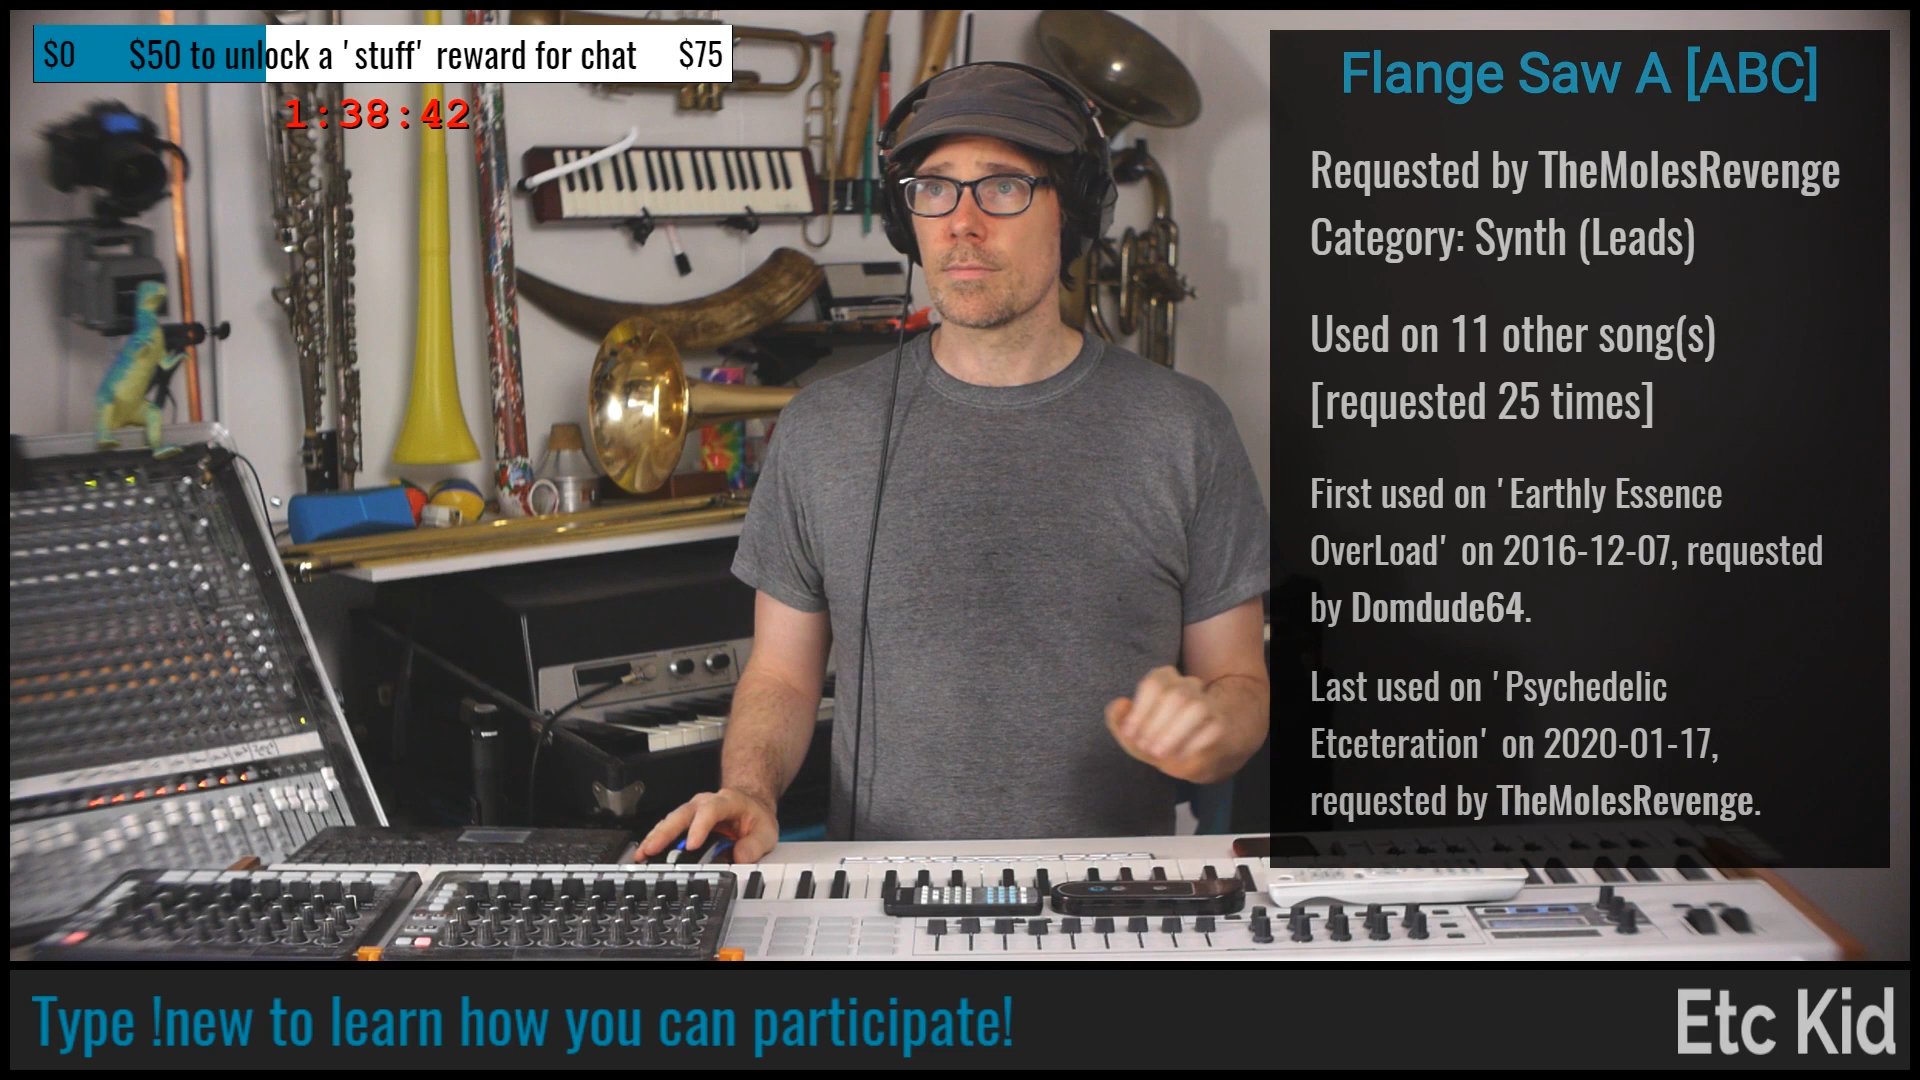 $0 $50 to unlock a 'stuff' reward for chat $75
1:38:42
Flange Saw A [ABC]
Requested by TheMolesRevenge
Category: Synth (Leads)
Used on 11 other song(s)
[requested 25 times]
First used on 'Earthly Essence
OverLoad' on 2016-12-07, requested
by Domdude64.
Last used on 'Psychedelic
Etceteration' on 2020-01-17,
requested by TheMolesRevenge.
Type !new to learn how you can participate!
Etc Kid